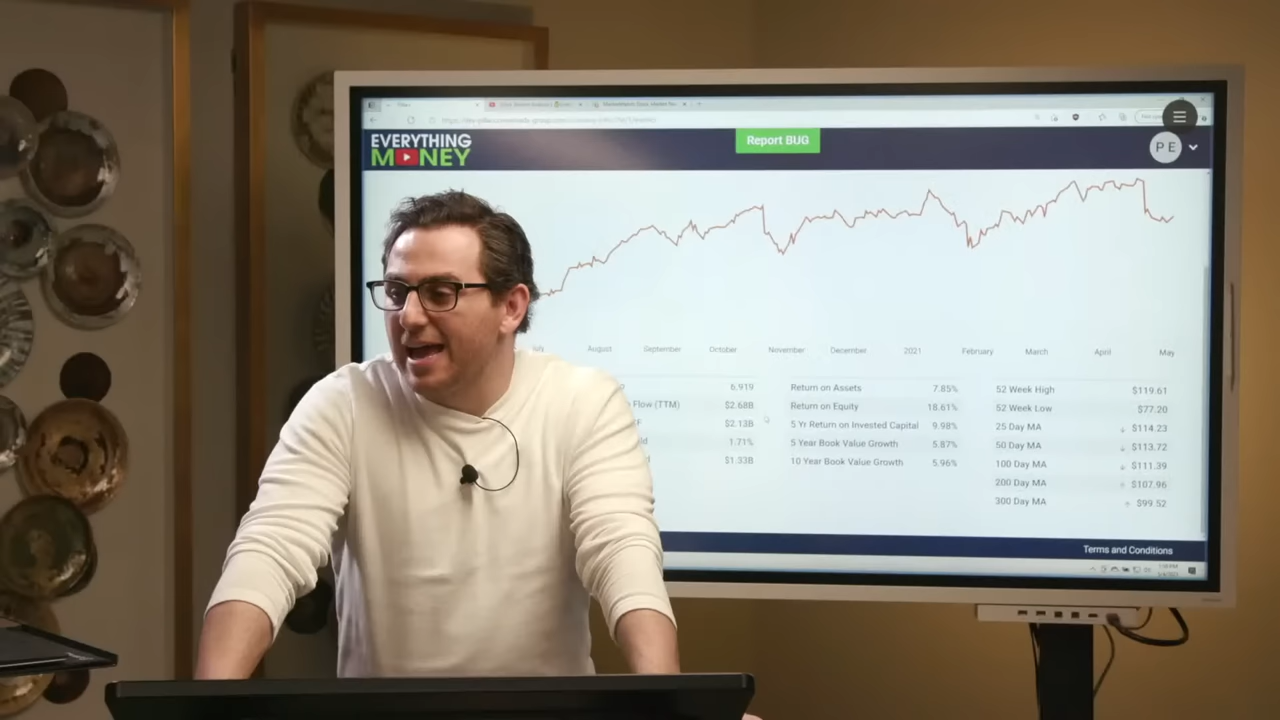 EVERYTHING
MONEY
Report BUG
P E
August
September
October
November
December
2021
February
March
April
May
6.919
Flow (TTM) $2.68B
$2.13B
1.71%
$1.33B
Return on Assets 7.85%
Return on Equity 18.61%
5 Yr Return on Invested Capital 9.98%
5 Year Book Value Growth 5.87%
10 Year Book Value Growth 5.96%
52 Week High $119.61
52 Week Low $77.20
25 Day MA $114.23
50 Day MA $113.72
100 Day MA $111.39
200 Day MA $107.96
300 Day MA $99.52
Terms and Conditions